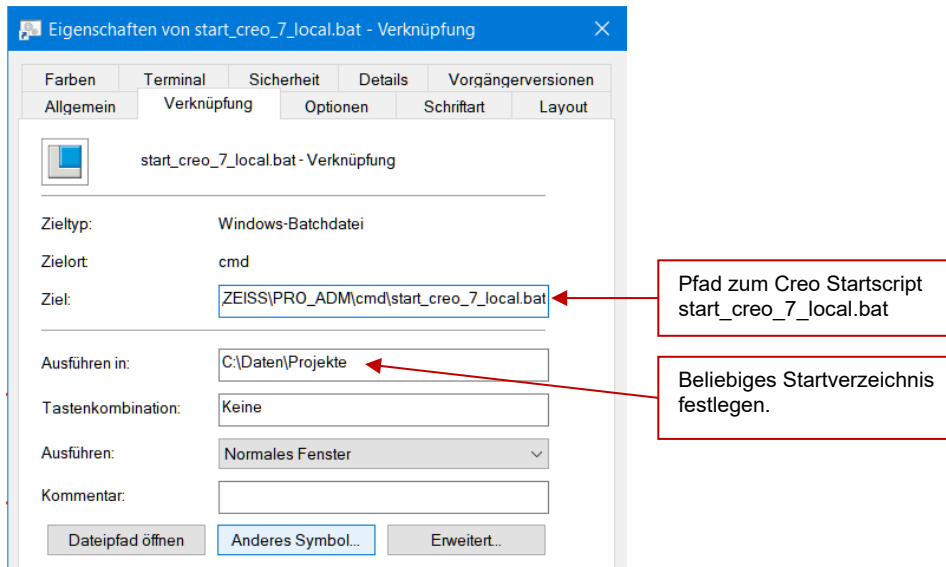 Eigenschaften von start_creo_7_local.bat - Verknüpfung
Farben Terminal Sicherheit Details Vorgängerversionen
Allgemein Verknüpfung Optionen Schriftart Layout
start_creo_7_local.bat - Verknüpfung
Zieltyp: Windows-Batchdatei
Zielort: cmd
Ziel: ZEISS\PRO_ADM\cmd\start_creo_7_local.bat
Pfad zum Creo Startscript
start_creo_7_local.bat
Ausführen in: C:\Daten\Projekte
Beliebiges Startverzeichnis
festlegen.
Tastenkombination: Keine
Ausführen: Normales Fenster
Kommentar:
Dateipfad öffnen Anderes Symbol... Erweitert...